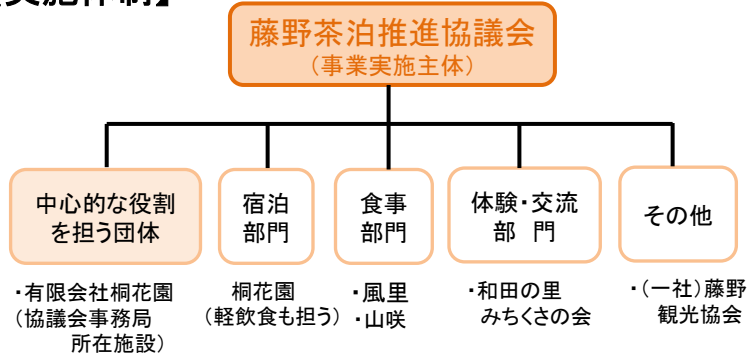 実施体制】
藤野茶泊推進協議会
（事業実施主体）
中心的な役割
を担う団体
宿泊
部門
食事
部門
体験・交流
部　門
その他
・有限会社桐花園
（協議会事務局
所在施設）
桐花園
（軽飲食も担う）
・風里
・山咲
・和田の里
みちくさの会
・（一社）藤野
観光協会